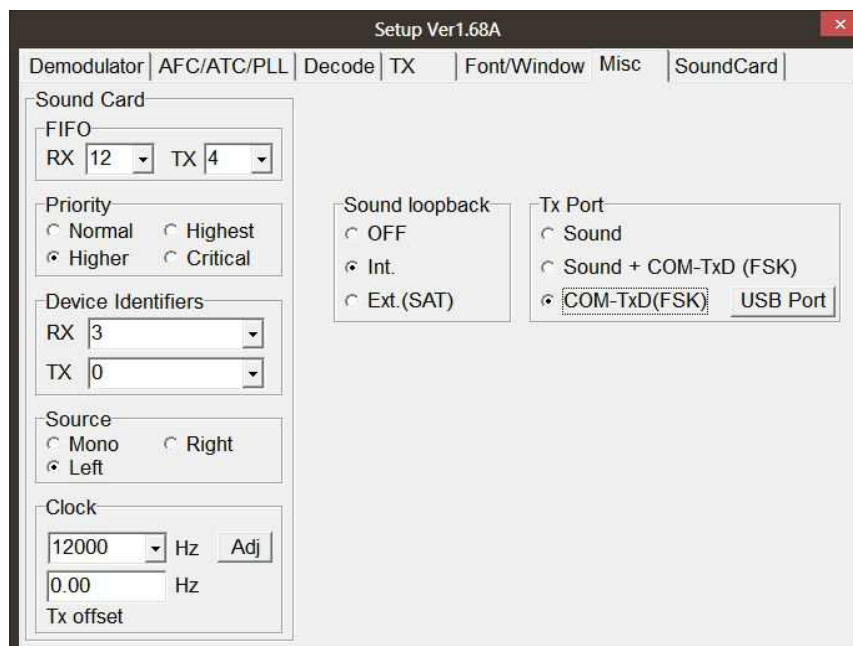 Setup Ver1.68A
Demodulator AFC/ATC/PLL Decode TX Font/Window Misc SoundCard
Sound Card
FIFO
RX 12 TX 4
Priority
Normal Highest
Higher Critical
Device Identifiers
RX 3
TX 0
Source
Mono Right
Left
Clock
12000 Hz Adj
0.00 Hz
Tx offset
Sound loopback
OFF
Int.
Ext.(SAT)
Tx Port
Sound
Sound + COM-TxD (FSK)
COM-TxD(FSK) USB Port